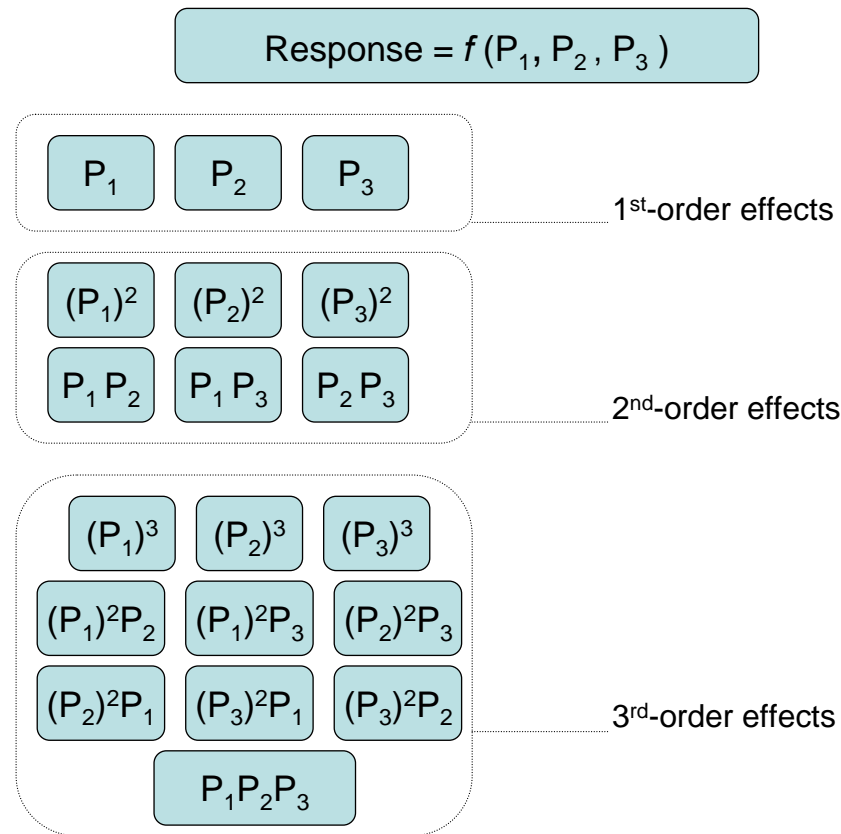 Response = f (P₁, P₂ , P₃ )
P₁ P₂ P₃
1ˢᵗ-order effects
(P₁)² (P₂)² (P₃)²
P₁ P₂ P₁ P₃ P₂ P₃
2ⁿᵈ-order effects
(P₁)³ (P₂)³ (P₃)³
(P₁)²P₂ (P₁)²P₃ (P₂)²P₃
(P₂)²P₁ (P₃)²P₁ (P₃)²P₂
3ʳᵈ-order effects
P₁P₂P₃